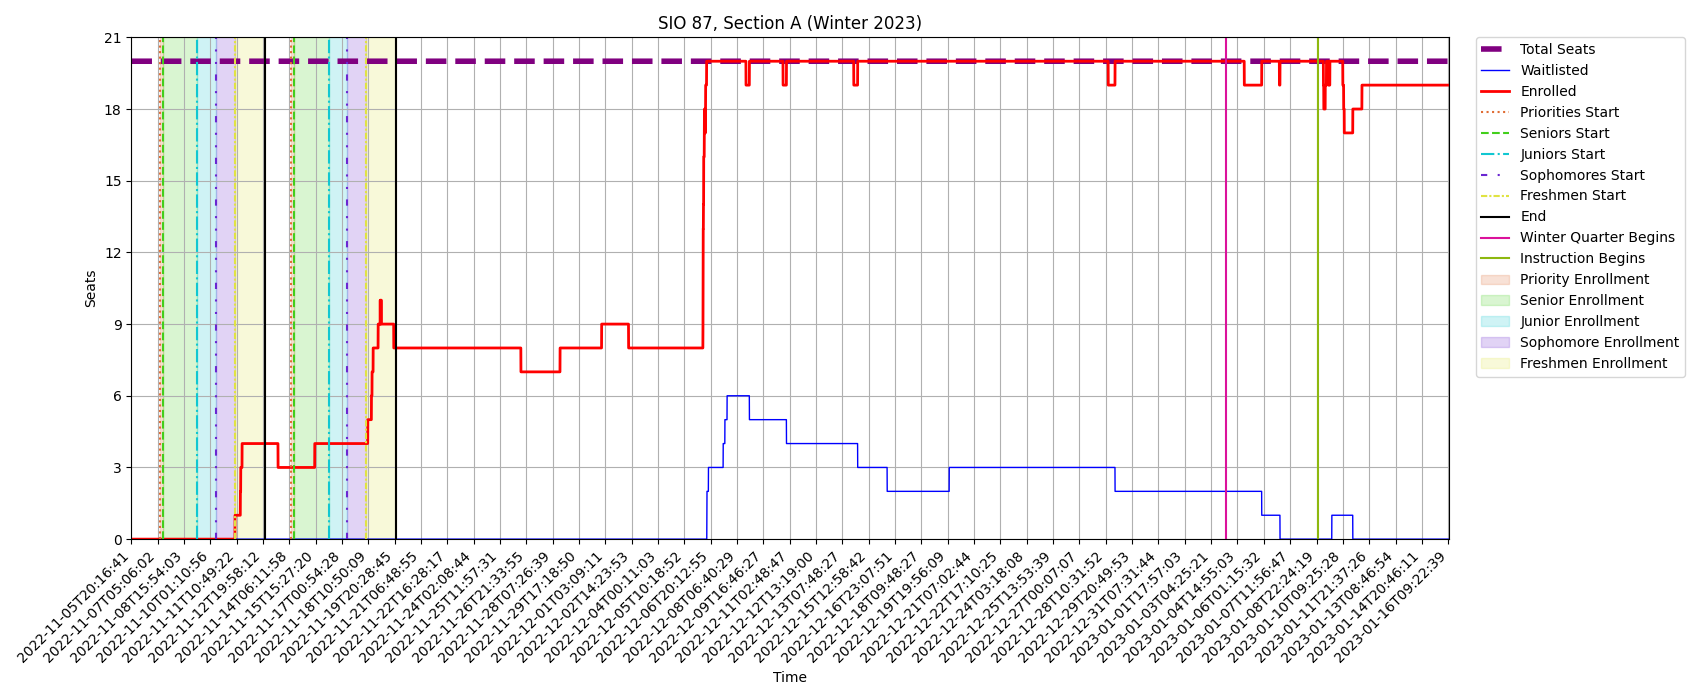 SIO 87, Section A (Winter 2023)
Seats
21
18
15
12
9
6
3
0
2022-11-05T20:16:41
2022-11-07T05:06:02
2022-11-08T15:54:03
2022-11-10T01:10:56
2022-11-11T10:49:22
2022-11-12T19:58:12
2022-11-14T06:11:58
2022-11-15T15:27:20
2022-11-17T00:54:28
2022-11-18T10:50:09
2022-11-19T20:28:45
2022-11-21T06:48:55
2022-11-22T16:28:17
2022-11-24T02:08:44
2022-11-25T11:57:31
2022-11-26T21:33:55
2022-11-28T07:26:39
2022-11-29T17:18:50
2022-12-01T03:09:11
2022-12-02T14:23:53
2022-12-04T00:11:03
2022-12-05T10:18:52
2022-12-06T20:12:55
2022-12-08T06:40:29
2022-12-09T16:46:27
2022-12-11T02:48:47
2022-12-12T13:19:00
2022-12-13T07:48:27
2022-12-15T12:58:42
2022-12-16T23:07:51
2022-12-18T09:48:27
2022-12-19T19:56:09
2022-12-21T07:02:44
2022-12-22T17:10:25
2022-12-24T03:18:08
2022-12-25T13:53:39
2022-12-27T00:07:07
2022-12-28T10:31:52
2022-12-29T20:49:53
2022-12-31T07:31:44
2023-01-01T17:57:03
2023-01-03T04:25:21
2023-01-04T14:55:03
2023-01-06T01:15:32
2023-01-07T11:56:47
2023-01-08T22:24:19
2023-01-10T09:25:28
2023-01-11T21:37:26
2023-01-13T08:46:54
2023-01-14T20:46:11
2023-01-16T09:22:39
Time
Total Seats
Waitlisted
Enrolled
Priorities Start
Seniors Start
Juniors Start
Sophomores Start
Freshmen Start
End
Winter Quarter Begins
Instruction Begins
Priority Enrollment
Senior Enrollment
Junior Enrollment
Sophomore Enrollment
Freshmen Enrollment